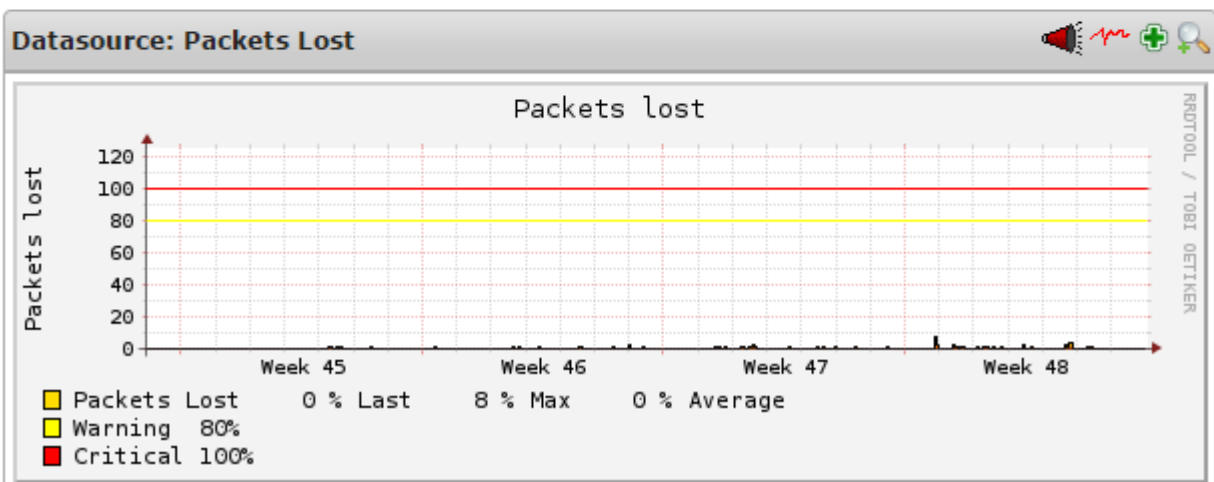 Datasource: Packets Lost
Packets lost
RRDTOOL / TOBI OETIKER
Packets lost
120
100
80
60
40
20
0
Week 45 Week 46 Week 47 Week 48
Packets Lost 0 % Last 8 % Max 0 % Average
Warning 80%
Critical 100%